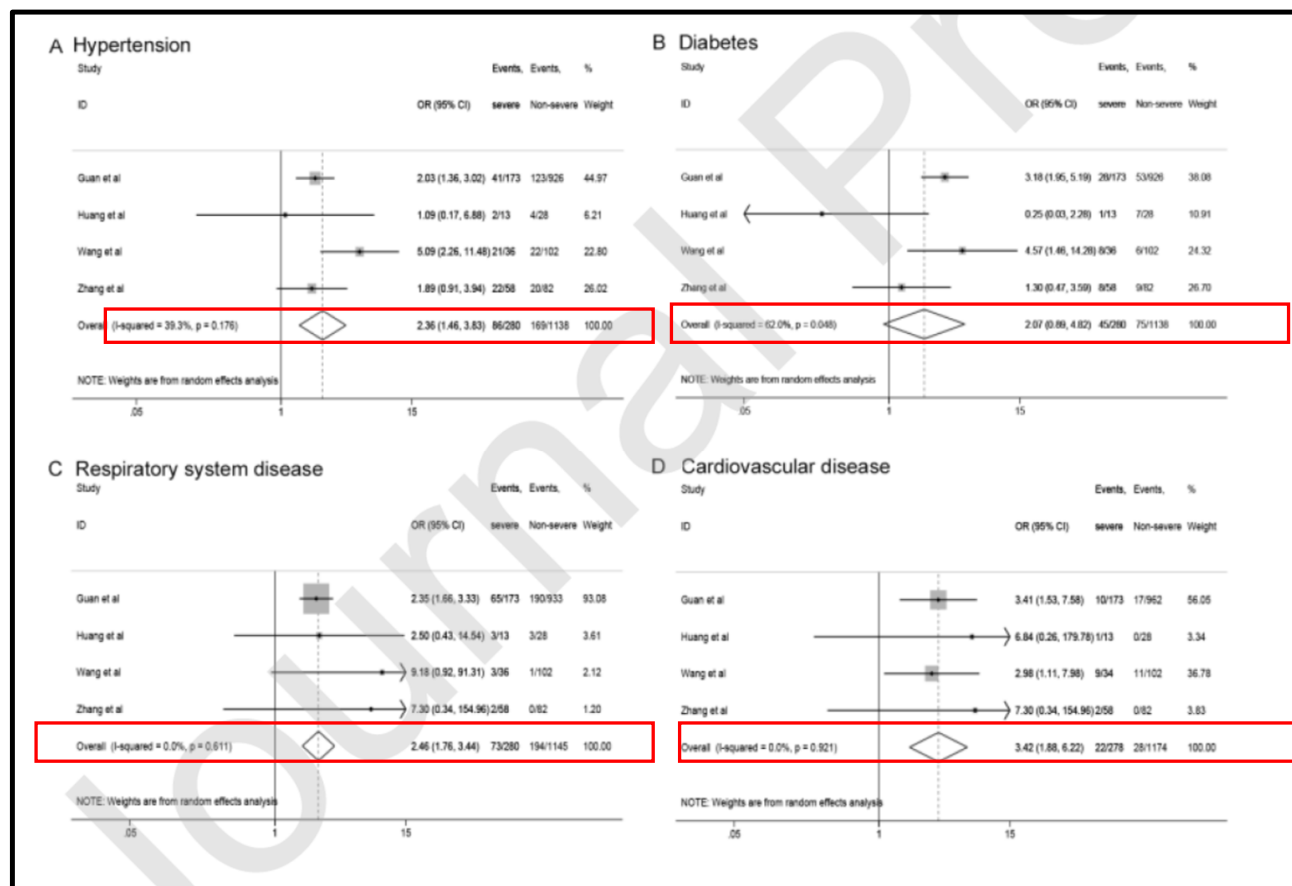 A Hypertension
Study Events, Events, %
ID OR (95% CI) severe Non-severe Weight
Guan et al 2.03 (1.36, 3.02) 41/173 123/926 44.97
Huang et al 1.09 (0.17, 6.88) 2/13 4/28 6.21
Wang et al 5.09 (2.26, 11.48) 21/36 22/102 22.80
Zhang et al 1.89 (0.91, 3.94) 22/58 20/82 26.02
Overall (I-squared = 39.3%, p = 0.176) 2.36 (1.46, 3.83) 86/280 169/1138 100.00
NOTE: Weights are from random effects analysis
.05 1 15
B Diabetes
Study Events, Events, %
ID OR (95% CI) severe Non-severe Weight
Guan et al 3.18 (1.95, 5.19) 28/173 53/926 38.08
Huang et al 0.25 (0.03, 2.28) 1/13 7/28 10.91
Wang et al 4.57 (1.46, 14.28) 8/36 6/102 24.32
Zhang et al 1.30 (0.47, 3.59) 8/58 9/82 26.70
Overall (I-squared = 62.0%, p = 0.048) 2.07 (0.89, 4.82) 45/280 75/1138 100.00
NOTE: Weights are from random effects analysis
.05 1 15
C Respiratory system disease
Study Events, Events, %
ID OR (95% CI) severe Non-severe Weight
Guan et al 2.35 (1.66, 3.33) 65/173 190/933 93.08
Huang et al 2.50 (0.43, 14.54) 3/13 3/28 3.61
Wang et al 9.18 (0.92, 91.31) 3/36 1/102 2.12
Zhang et al 7.30 (0.34, 154.96) 2/58 0/82 1.20
Overall (I-squared = 0.0%, p = 0.611) 2.46 (1.76, 3.44) 73/280 194/1145 100.00
NOTE: Weights are from random effects analysis
.05 1 15
D Cardiovascular disease
Study Events, Events, %
ID OR (95% CI) severe Non-severe Weight
Guan et al 3.41 (1.53, 7.58) 10/173 17/962 56.05
Huang et al 6.84 (0.26, 179.78) 1/13 0/28 3.34
Wang et al 2.98 (1.11, 7.98) 9/34 11/102 36.78
Zhang et al 7.30 (0.34, 154.96) 2/58 0/82 3.83
Overall (I-squared = 0.0%, p = 0.921) 3.42 (1.88, 6.22) 22/278 28/1174 100.00
NOTE: Weights are from random effects analysis
.05 1 15
ournal Pr